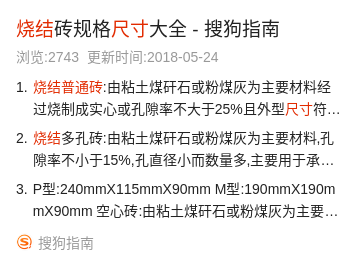 烧结砖规格尺寸大全 - 搜狗指南
浏览:2743 更新时间:2018-05-24
1. 烧结普通砖:由粘土煤矸石或粉煤灰为主要材料经
过烧制成实心或孔隙率不大于25%且外型尺寸符...
2. 烧结多孔砖:由粘土煤矸石或粉煤灰为主要材料,孔
隙率不小于15%,孔直径小而数量多,主要用于承...
3. P型:240mmX115mmX90mm M型:190mmX190m
mX90mm 空心砖:由粘土煤矸石或粉煤灰为主要...
搜狗指南